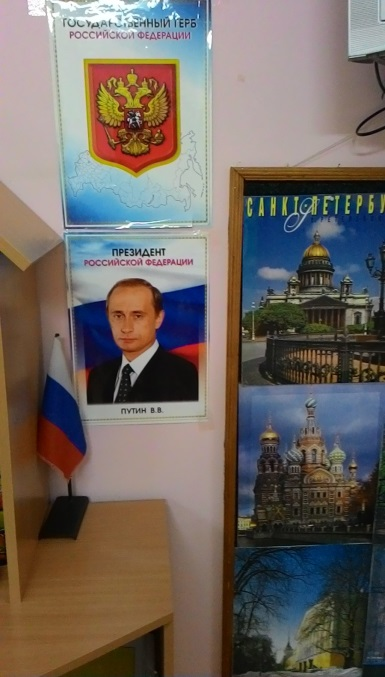 ГОСУДАРСТВЕННЫЙ ГЕРБ
РОССИЙСКОЙ ФЕДЕРАЦИИ
ПРЕЗИДЕНТ
РОССИЙСКОЙ ФЕДЕРАЦИИ
ПУТИН В.В.
САНКТ ПЕТЕРБУ